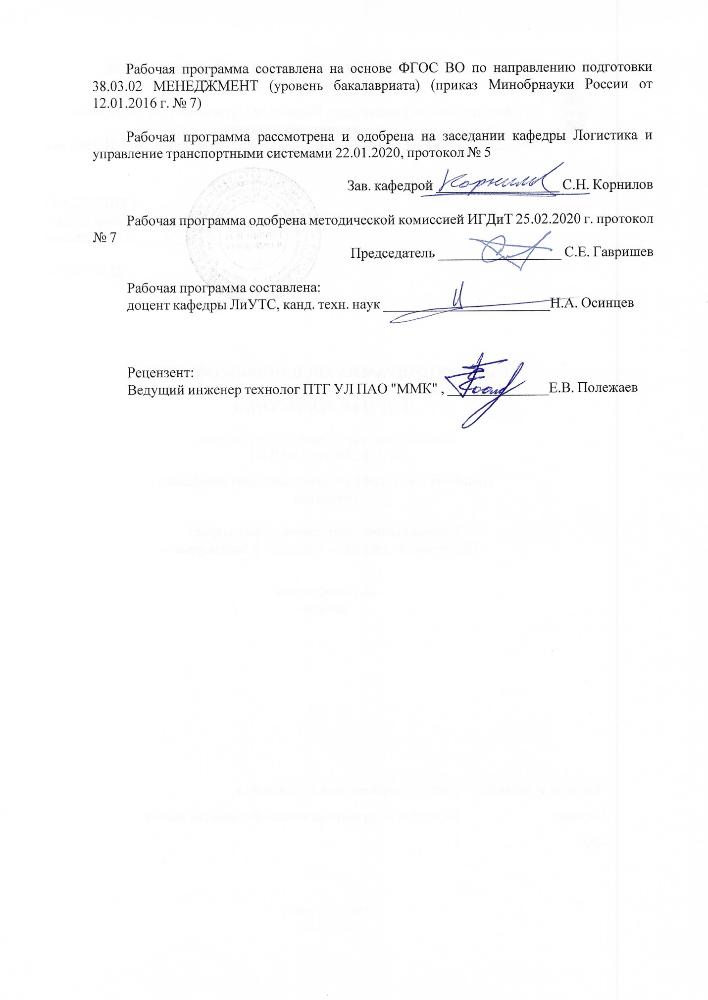 Рабочая программа составлена на основе ФГОС ВО по направлению подготовки
38.03.02 МЕНЕДЖМЕНТ (уровень бакалавриата) (приказ Минобрнауки России от
12.01.2016 г. № 7)
Рабочая программа рассмотрена и одобрена на заседании кафедры Логистика и
управление транспортными системами 22.01.2020, протокол № 5
Зав. кафедрой __________________ С.Н. Корнилов
Рабочая программа одобрена методической комиссией ИГДиТ 25.02.2020 г. протокол
№ 7
Председатель __________________ С.Е. Гавришев
Рабочая программа составлена:
доцент кафедры ЛиУТС, канд. техн. наук ________________________Н.А. Осинцев
Рецензент:
Ведущий инженер технолог ПТГ УЛ ПАО "ММК" , _______________Е.В. Полежаев